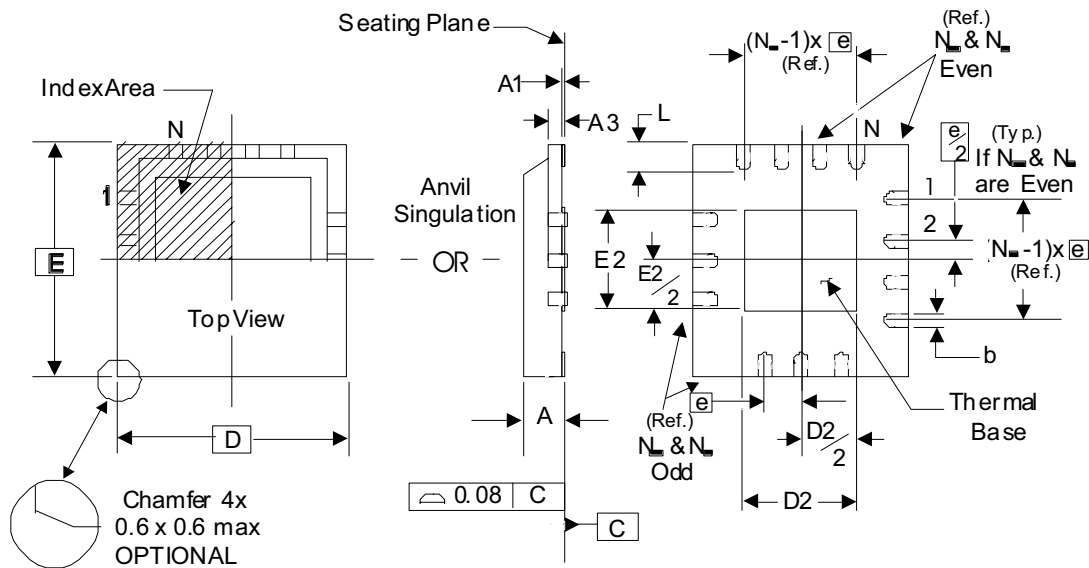 Seating Plane
IndexArea
N
1
E
TopView
D
Chamfer 4x
0.6 x 0.6 max
OPTIONAL
A1
A3
L
Anvil
Singulation
OR
A
0.08 C
C
(Ref.)
& 
Even
-1)x e
(Ref.)
N
e
2
(Typ.)
If & 
are Even
1
2
-1)x e
(Ref.)
E2
E2
2
b
Thermal
Base
e
(Ref.)
& 
Odd
D2
2
D2